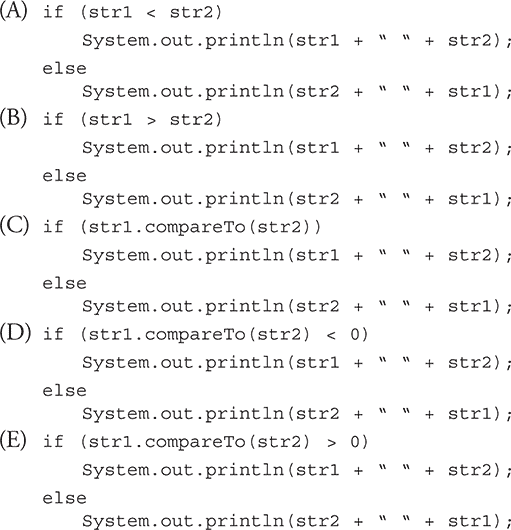 (A) if (str1 < str2)
System.out.println(str1 + “ “ + str2);
else
System.out.println(str2 + “ “ + str1);
(B) if (str1 > str2)
System.out.println(str1 + “ “ + str2);
else
System.out.println(str2 + “ “ + str1);
(C) if (str1.compareTo(str2))
System.out.println(str1 + “ “ + str2);
else
System.out.println(str2 + “ “ + str1);
(D) if (str1.compareTo(str2) < 0)
System.out.println(str1 + “ “ + str2);
else
System.out.println(str2 + “ “ + str1);
(E) if (str1.compareTo(str2) > 0)
System.out.println(str1 + “ “ + str2);
else
System.out.println(str2 + “ “ + str1);